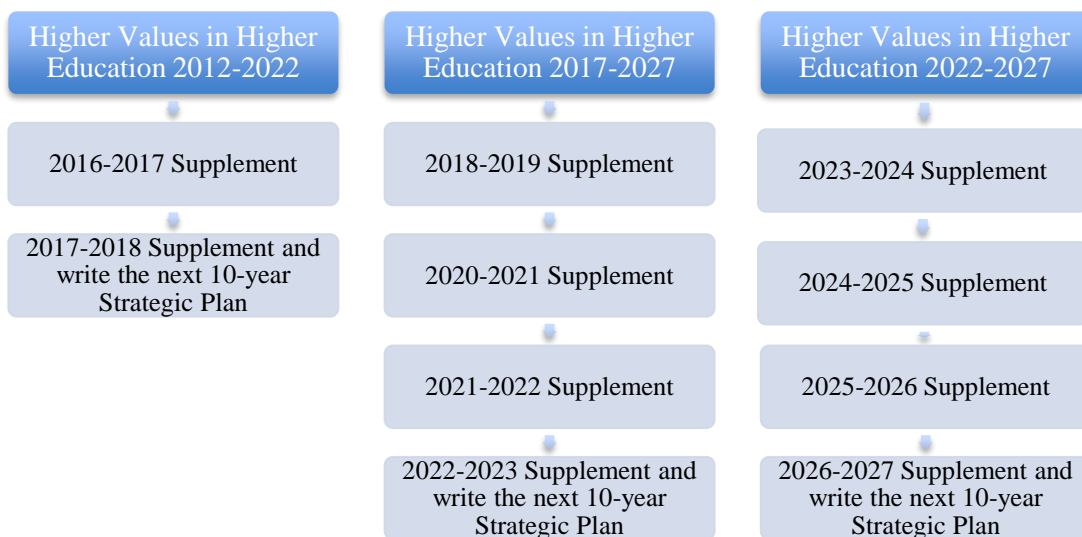 Higher Values in Higher
Education 2012-2022
2016-2017 Supplement
2017-2018 Supplement and
write the next 10-year
Strategic Plan
Higher Values in Higher
Education 2017-2027
2018-2019 Supplement
2020-2021 Supplement
2021-2022 Supplement
2022-2023 Supplement and
write the next 10-year
Strategic Plan
Higher Values in Higher
Education 2022-2027
2023-2024 Supplement
2024-2025 Supplement
2025-2026 Supplement
2026-2027 Supplement and
write the next 10-year
Strategic Plan